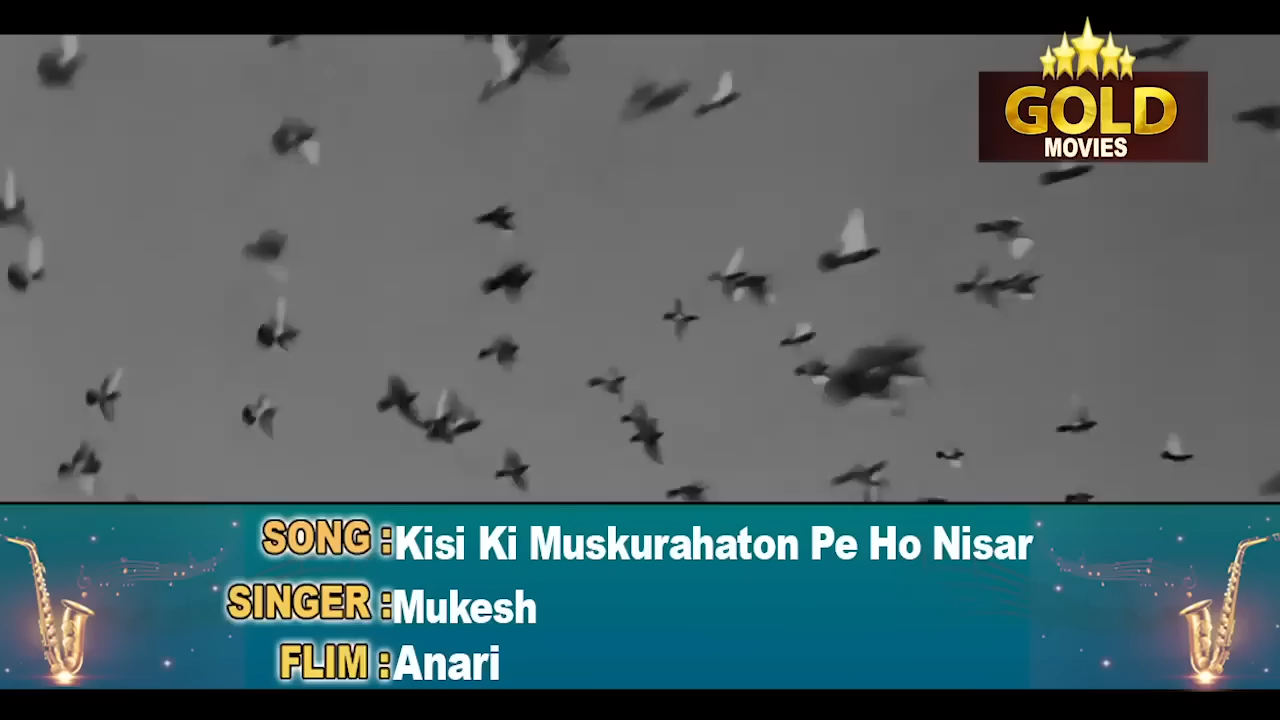 GOLD
MOVIES
SONG : Kisi Ki Muskurahaton Pe Ho Nisar
SINGER : Mukesh
FLIM : Anari